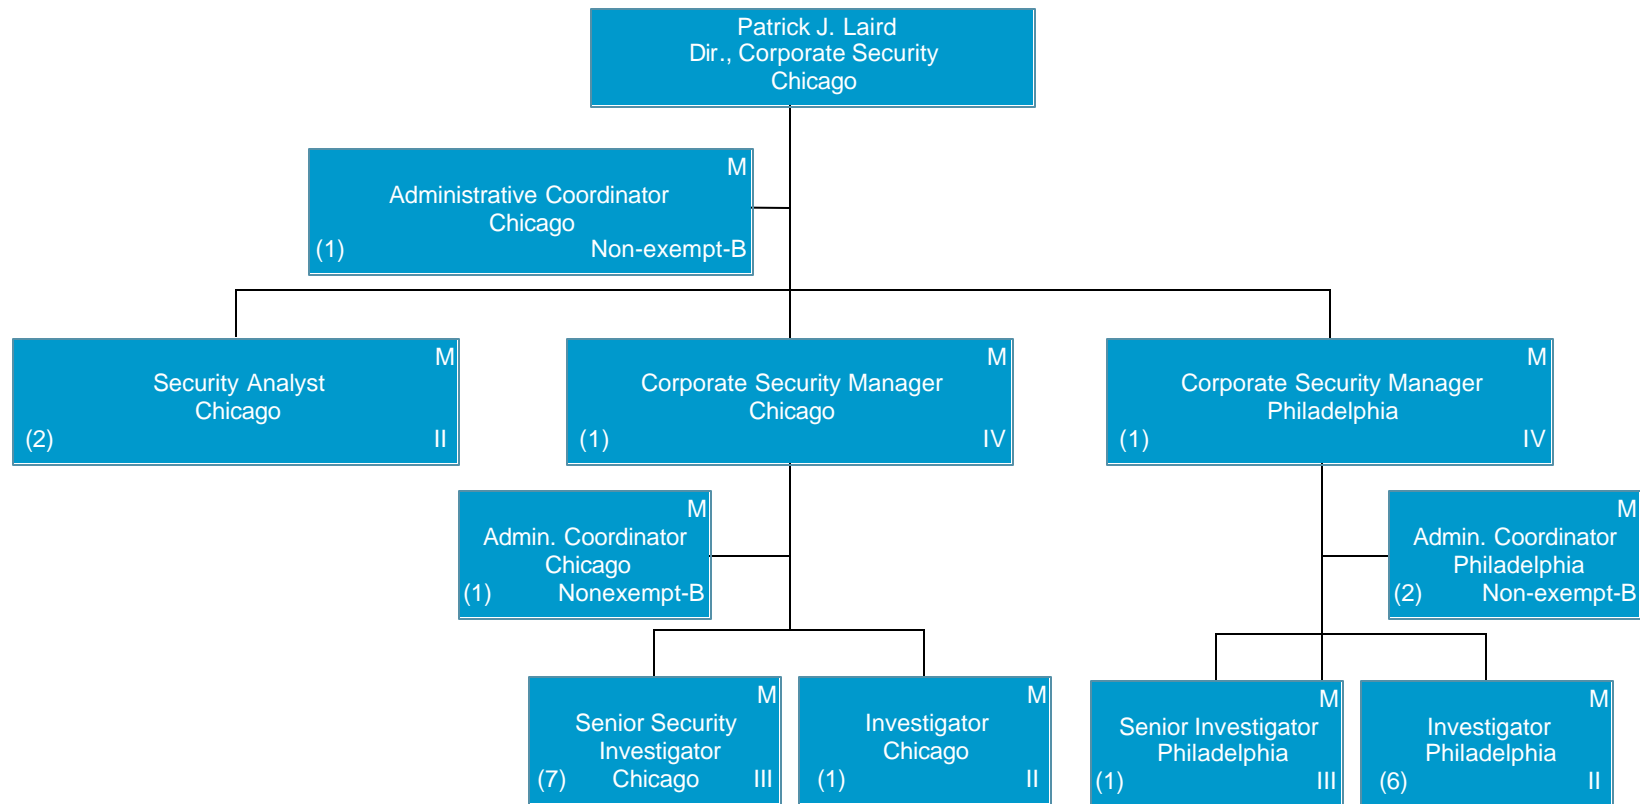 Patrick J. Laird
Dir., Corporate Security
Chicago
M
Administrative Coordinator
Chicago
(1) Non-exempt-B
M
Security Analyst
Chicago
(2) II
M
Corporate Security Manager
Chicago
(1) IV
M
Corporate Security Manager
Philadelphia
(1) IV
M
Admin. Coordinator
Chicago
(1) Nonexempt-B
M
Admin. Coordinator
Philadelphia
(2) Non-exempt-B
M
Senior Security
Investigator
(7) Chicago III
M
Investigator
Chicago
(1) II
M
Senior Investigator
Philadelphia
(1) III
M
Investigator
Philadelphia
(6) II